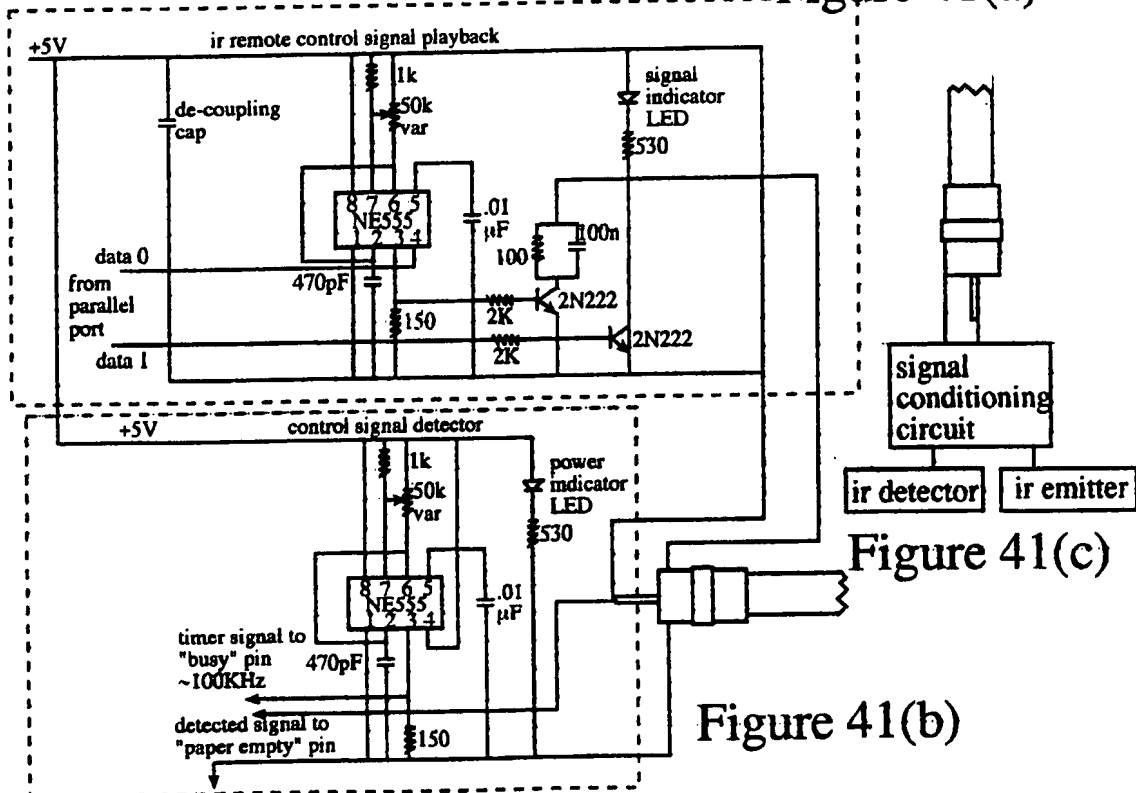 +5V
ir remote control signal playback
de-coupling
cap
1k
50k
var
signal
indicator
LED
530
8 7 6 5
NE555
1 2 3 4
.01
µF
100
100n
data 0
from
parallel
port
data 1
470pF
150
2K
2N222
2K
2N222
+5V
control signal detector
1k
50k
var
power
indicator
LED
530
8 7 6 5
NE555
1 2 3 4
.01
µF
470pF
150
timer signal to
"busy" pin
~100KHz
detected signal to
"paper empty" pin
Figure 41(b)
signal
conditioning
circuit
ir detector
ir emitter
Figure 41(c)